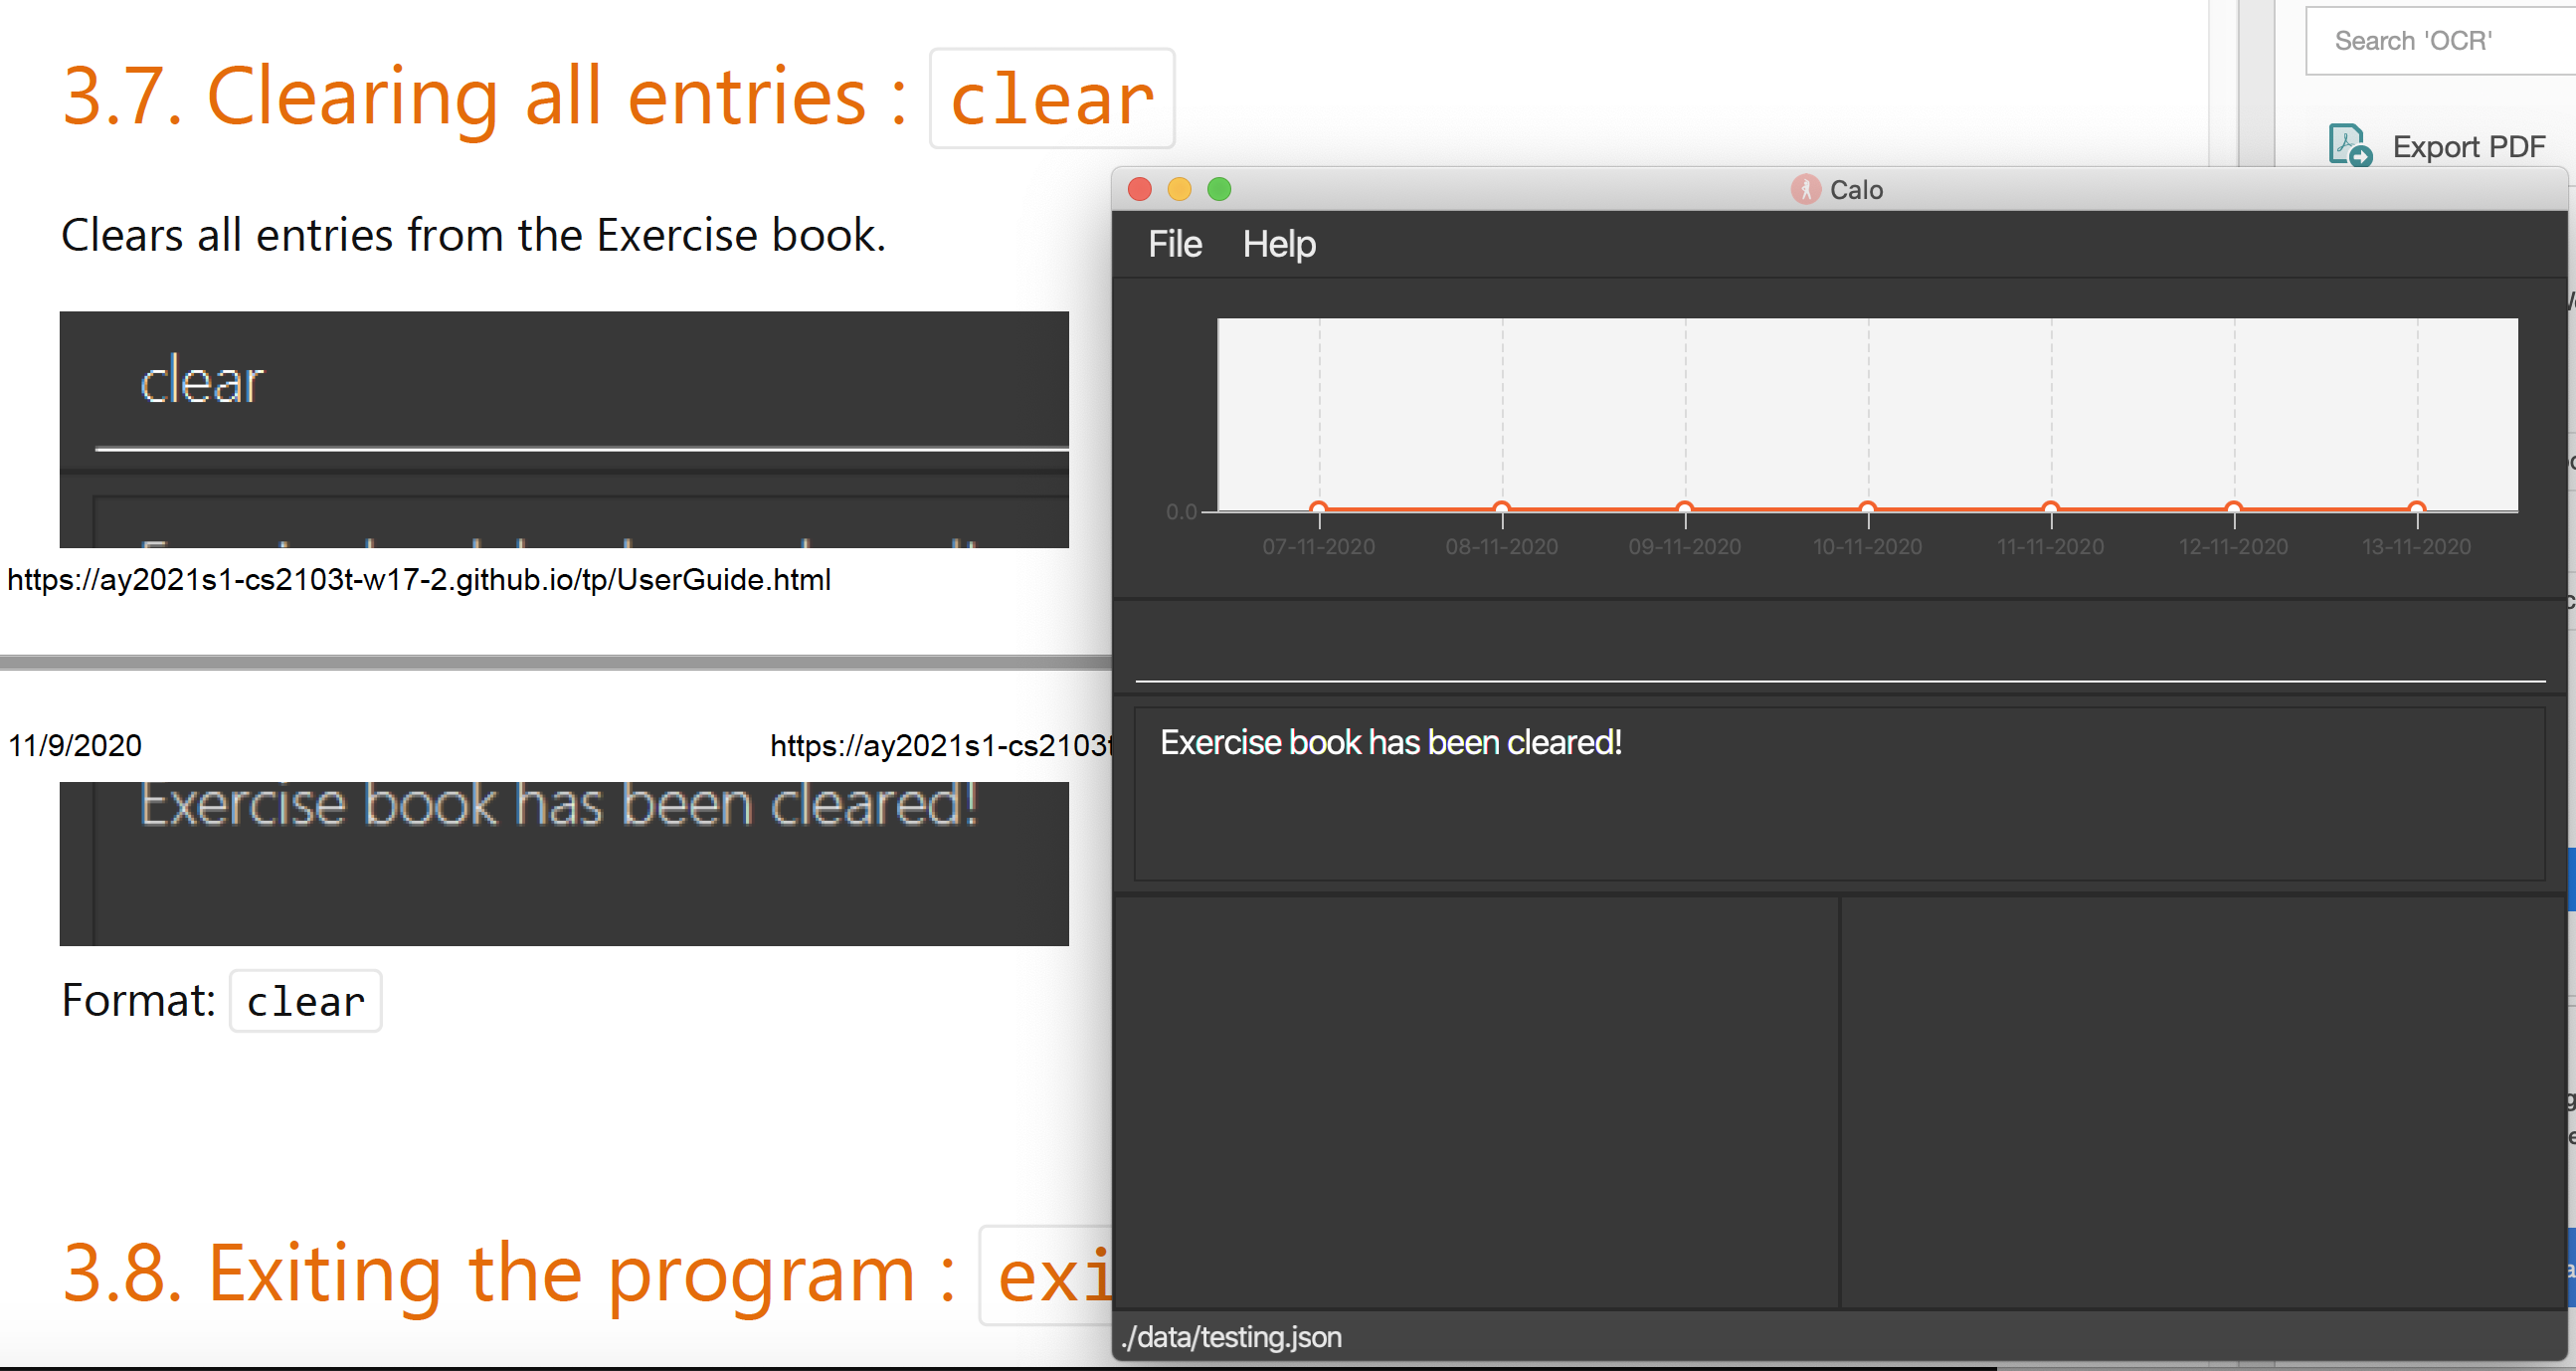 3.7. Clearing all entries : clear
Clears all entries from the Exercise book.
clear
https://ay2021s1-cs2103t-w17-2.github.io/tp/UserGuide.html
11/9/2020
https://ay2021s1-cs2103t
Exercise book has been cleared!
Format: clear
3.8. Exiting the program : exi
Search 'OCR'
Export PDF
Calo
File Help
0.0
07-11-2020 08-11-2020 09-11-2020 10-11-2020 11-11-2020 12-11-2020 13-11-2020
Exercise book has been cleared!
./data/testing.json